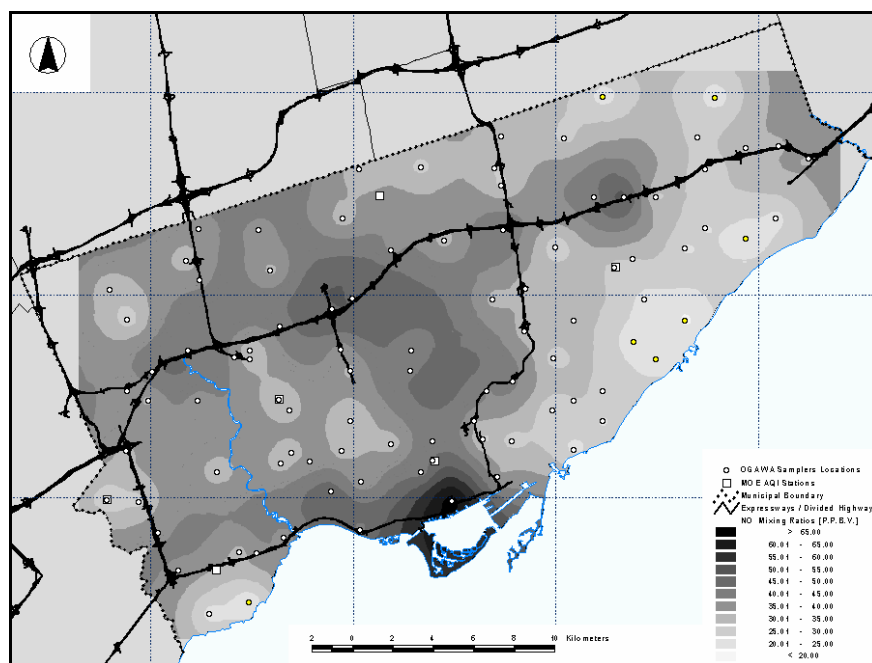 OGAWA Samplers Locations
MOE AQI Stations
Municipal Boundary
Expressways / Divided Highway
NO Mixing Ratios [P.P.B.V.]
> 65.00
60.01 - 65.00
55.01 - 60.00
50.01 - 55.00
45.01 - 50.00
40.01 - 45.00
35.01 - 40.00
30.01 - 35.00
25.01 - 30.00
20.01 - 25.00
< 20.00
2 0 2 4 6 8 10 Kilometers